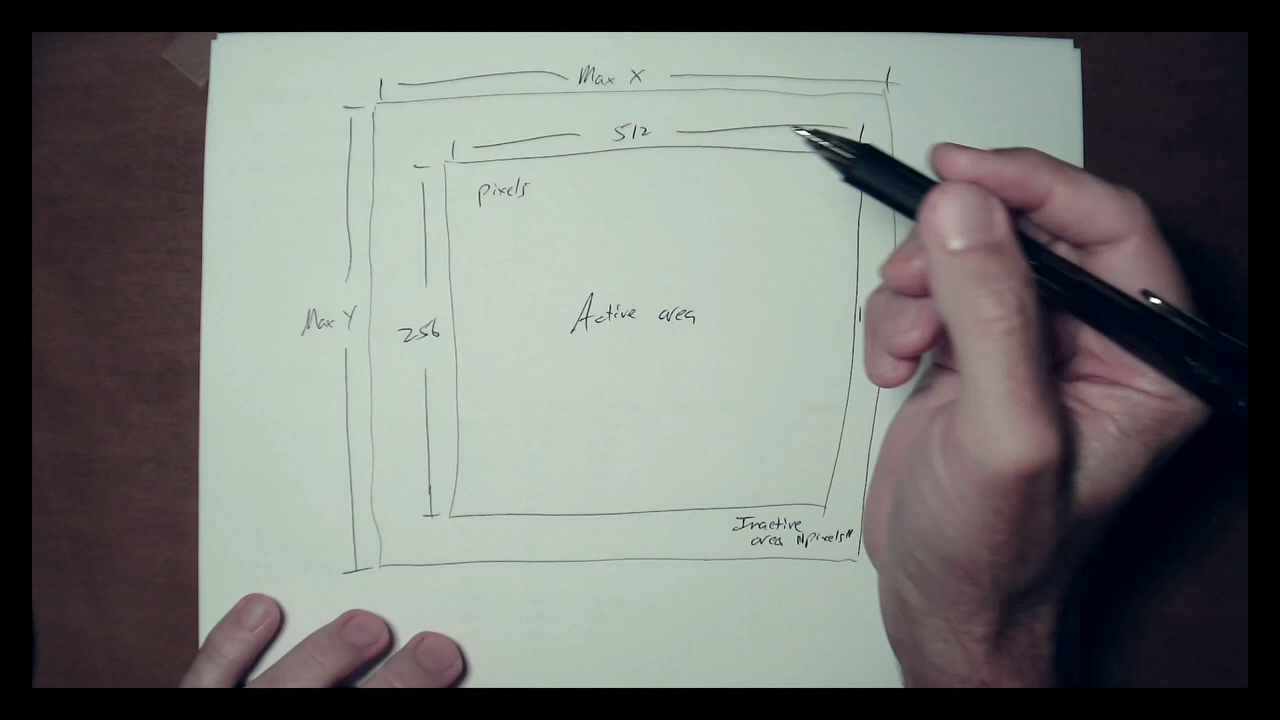 Max X
512
pixels
Max Y
256
Active area
Inactive
area "pixels"